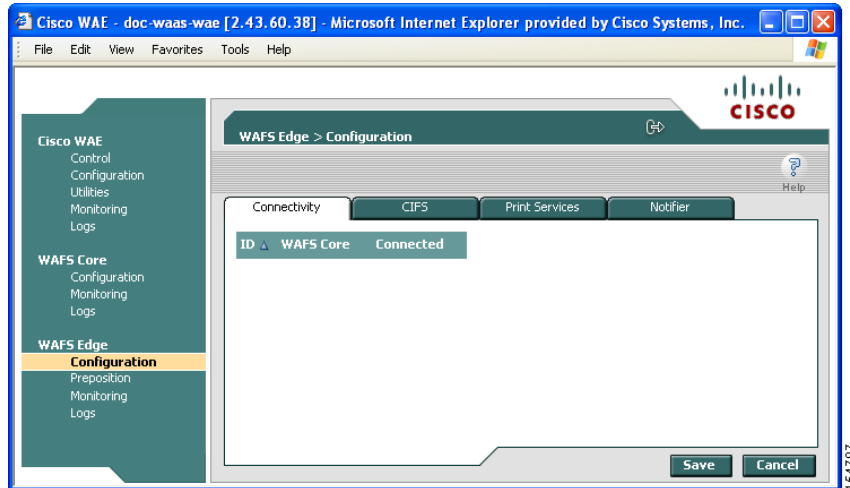 Cisco WAE - doc-waas-wae [2.43.60.38] - Microsoft Internet Explorer provided by Cisco Systems, Inc.
File Edit View Favorites Tools Help
CISCO
WAFS Edge > Configuration
Help
Cisco WAE
Control
Configuration
Utilities
Monitoring
Logs
WAFS Core
Configuration
Monitoring
Logs
WAFS Edge
Configuration
Preposition
Monitoring
Logs
Connectivity CIFS Print Services Notifier
ID WAFS Core Connected
Save Cancel